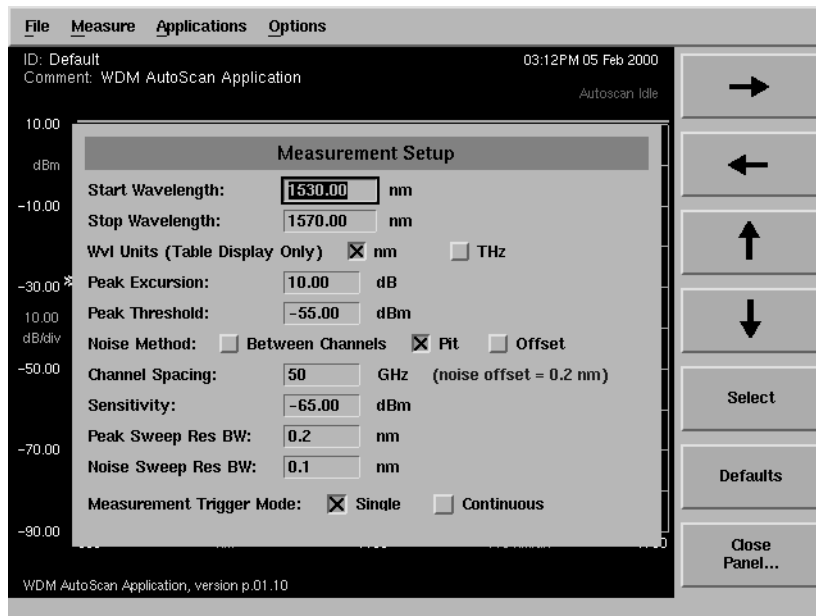 File Measure Applications Options
ID: Default 03:12PM 05 Feb 2000
Comment: WDM AutoScan Application
Autoscan Idle
10.00
dBm
-10.00
-30.00
10.00
dB/div
-50.00
-70.00
-90.00
Measurement Setup
Start Wavelength: 1530.00 nm
Stop Wavelength: 1570.00 nm
Wvl Units (Table Display Only) nm THz
Peak Excursion: 10.00 dB
Peak Threshold: -55.00 dBm
Noise Method: Between Channels Pit Offset
Channel Spacing: 50 GHz (noise offset = 0.2 nm)
Sensitivity: -65.00 dBm
Peak Sweep Res BW: 0.2 nm
Noise Sweep Res BW: 0.1 nm
Measurement Trigger Mode: Single Continuous
WDM AutoScan Application, version p.01.10
Select
Defaults
Close
Panel...